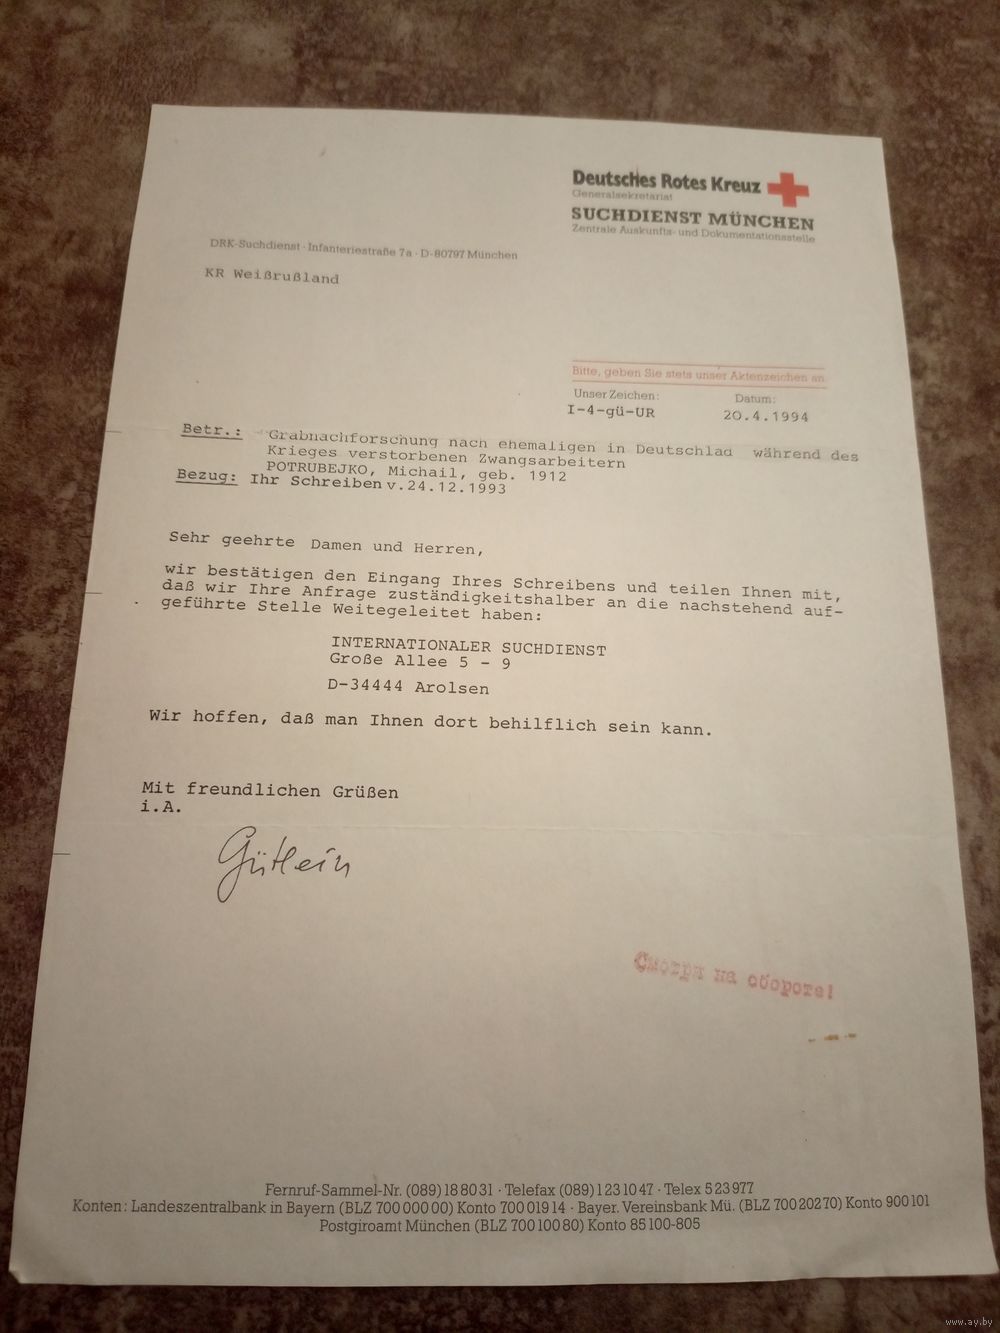 Deutsches Rotes Kreuz
Generalsekretariat
SUCHDIENST MÜNCHEN
Zentrale Auskunfts- und Dokumentationsstelle
DRK-Suchdienst · Infanteriestraße 7a · D-80797 München
KR Weißrußland
Bitte, geben Sie stets unser Aktenzeichen an.
Unser Zeichen: Datum:
I-4-gü-UR 20.4.1994
Betr.: Grabnachforschung nach ehemaligen in Deutschlad während des
Krieges verstorbenen Zwangsarbeitern
POTRUBEJKO, Michail, geb. 1912
Bezug: Ihr Schreiben v.24.12.1993
Sehr geehrte Damen und Herren,
wir bestätigen den Eingang Ihres Schreibens und teilen Ihnen mit,
daß wir Ihre Anfrage zuständigkeitshalber an die nachstehend auf-
geführte Stelle Weitegeleitet haben:
INTERNATIONALER SUCHDIENST
Große Allee 5 - 9
D-34444 Arolsen
Wir hoffen, daß man Ihnen dort behilflich sein kann.
Mit freundlichen Grüßen
i.A.
Gütlein
Смотри на обороте!
Fernruf-Sammel-Nr. (089) 18 80 31 · Telefax (089) 1 23 10 47 · Telex 5 23 977
Konten: Landeszentralbank in Bayern (BLZ 700 000 00) Konto 700 019 14 · Bayer. Vereinsbank Mü. (BLZ 700 202 70) Konto 900 101
Postgiroamt München (BLZ 700 100 80) Konto 85 100-805
www.ay.by